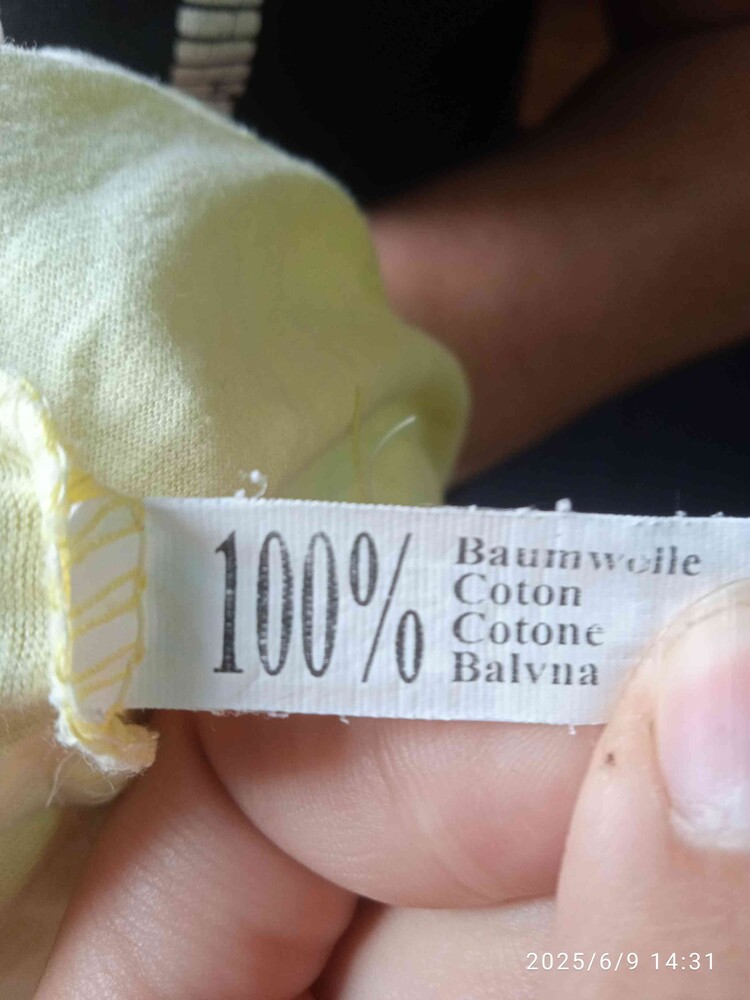 100%
Baumwolle
Coton
Cotone
Balvna
2025/6/9 14:31